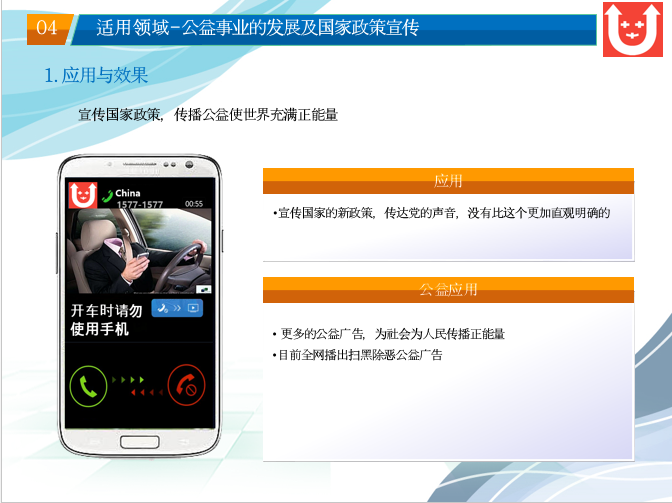 04 适用领域-公益事业的发展及国家政策宣传
1. 应用与效果
宣传国家政策，传播公益使世界充满正能量
China
1577-1577 00:55
开车时请勿
使用手机
应用
•宣传国家的新政策，传达党的声音，没有比这个更加直观明确的
公益应用
• 更多的公益广告，为社会为人民传播正能量
•目前全网播出扫黑除恶公益广告